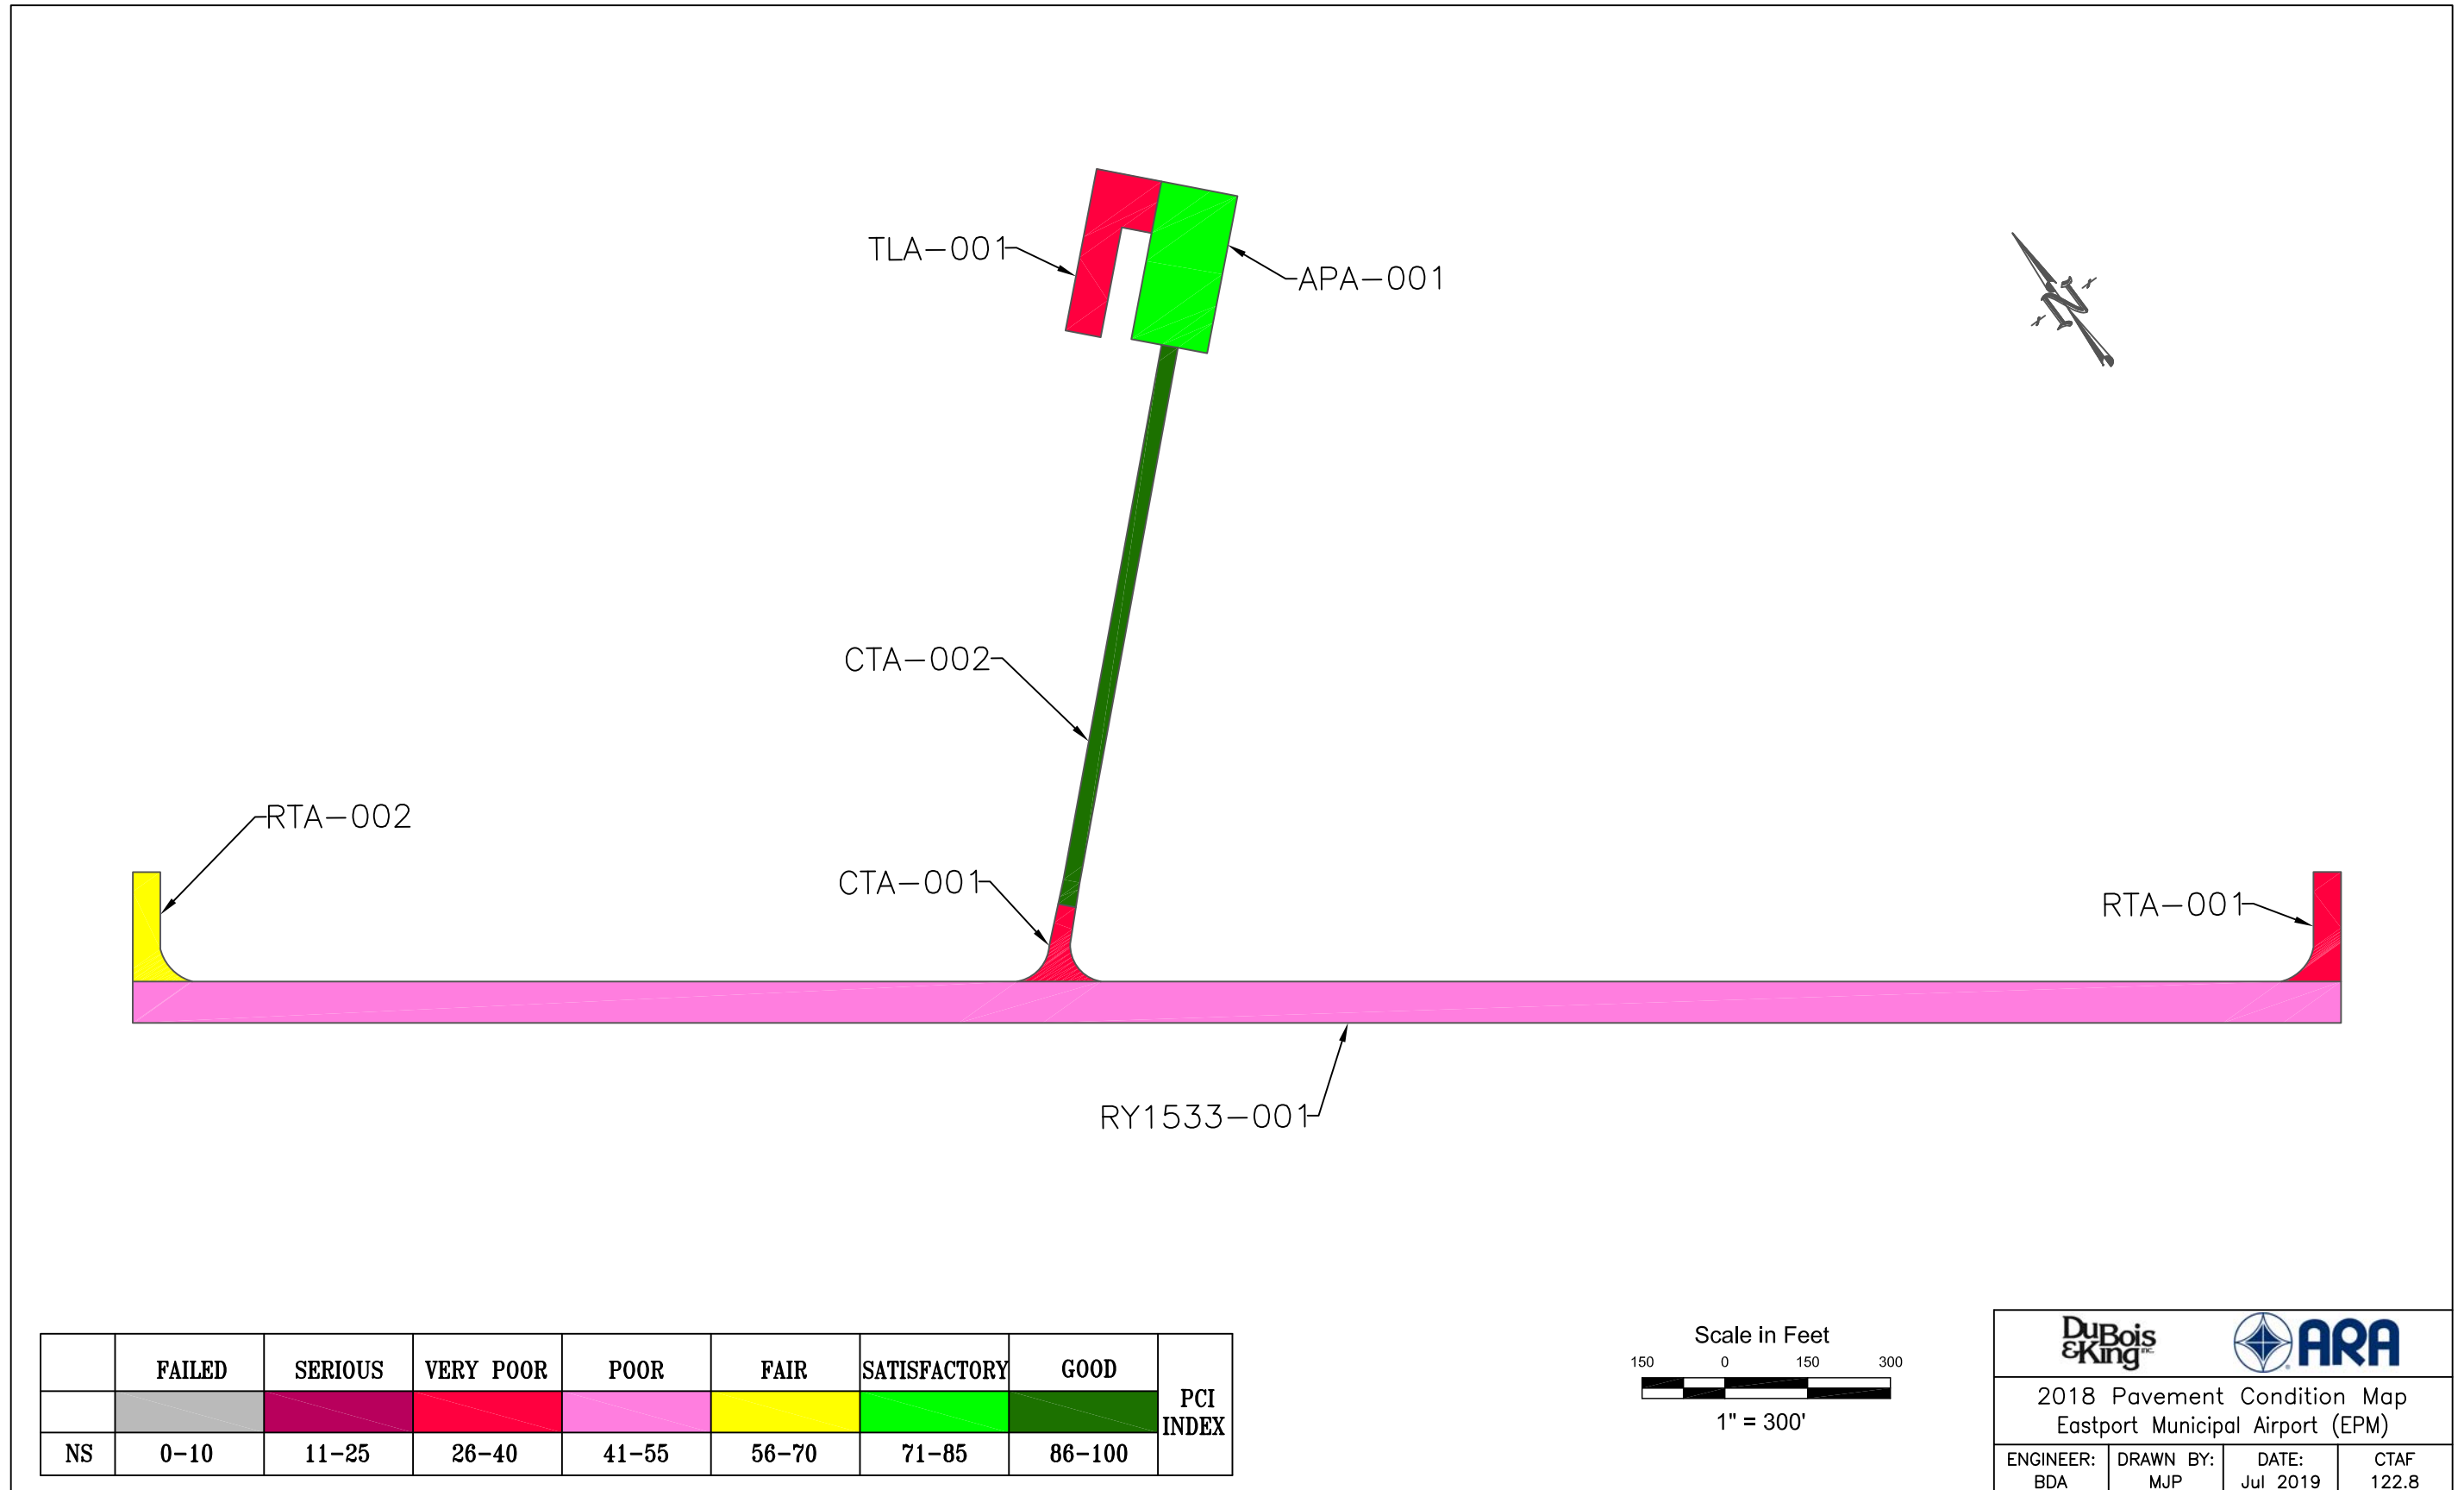 TLA-001
APA-001
N
CTA-002
RTA-002
CTA-001
RTA-001
RY1533-001
FAILED SERIOUS VERY POOR POOR FAIR SATISFACTORY GOOD
PCI INDEX
NS 0-10 11-25 26-40 41-55 56-70 71-85 86-100
Scale in Feet
150 0 150 300
1" = 300'
DuBois
&King INC.
ARA
2018 Pavement Condition Map
Eastport Municipal Airport (EPM)
ENGINEER: DRAWN BY: DATE: CTAF
BDA MJP Jul 2019 122.8